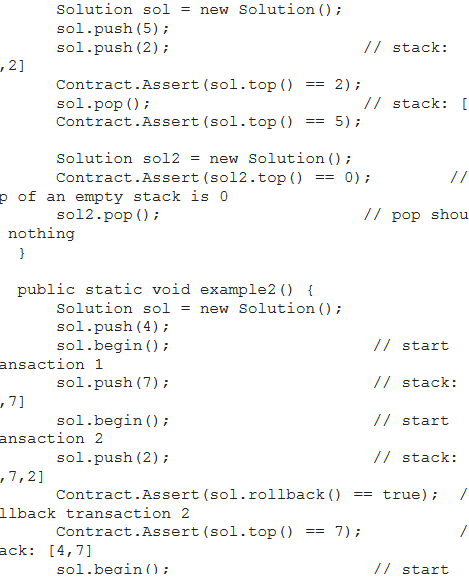 Solution sol = new Solution();
sol.push(5);
sol.push(2); // stack:
,2]
Contract.Assert(sol.top() == 2);
sol.pop(); // stack: [
Contract.Assert(sol.top() == 5);
Solution sol2 = new Solution();
Contract.Assert(sol2.top() == 0); //
p of an empty stack is 0
sol2.pop(); // pop shou
nothing
}
public static void example2() {
Solution sol = new Solution();
sol.push(4);
sol.begin(); // start
ansaction 1
sol.push(7); // stack:
,7]
sol.begin(); // start
ansaction 2
sol.push(2); // stack:
,7,2]
Contract.Assert(sol.rollback() == true); /
llback transaction 2
Contract.Assert(sol.top() == 7); /
ack: [4,7]
sol.begin(); // start